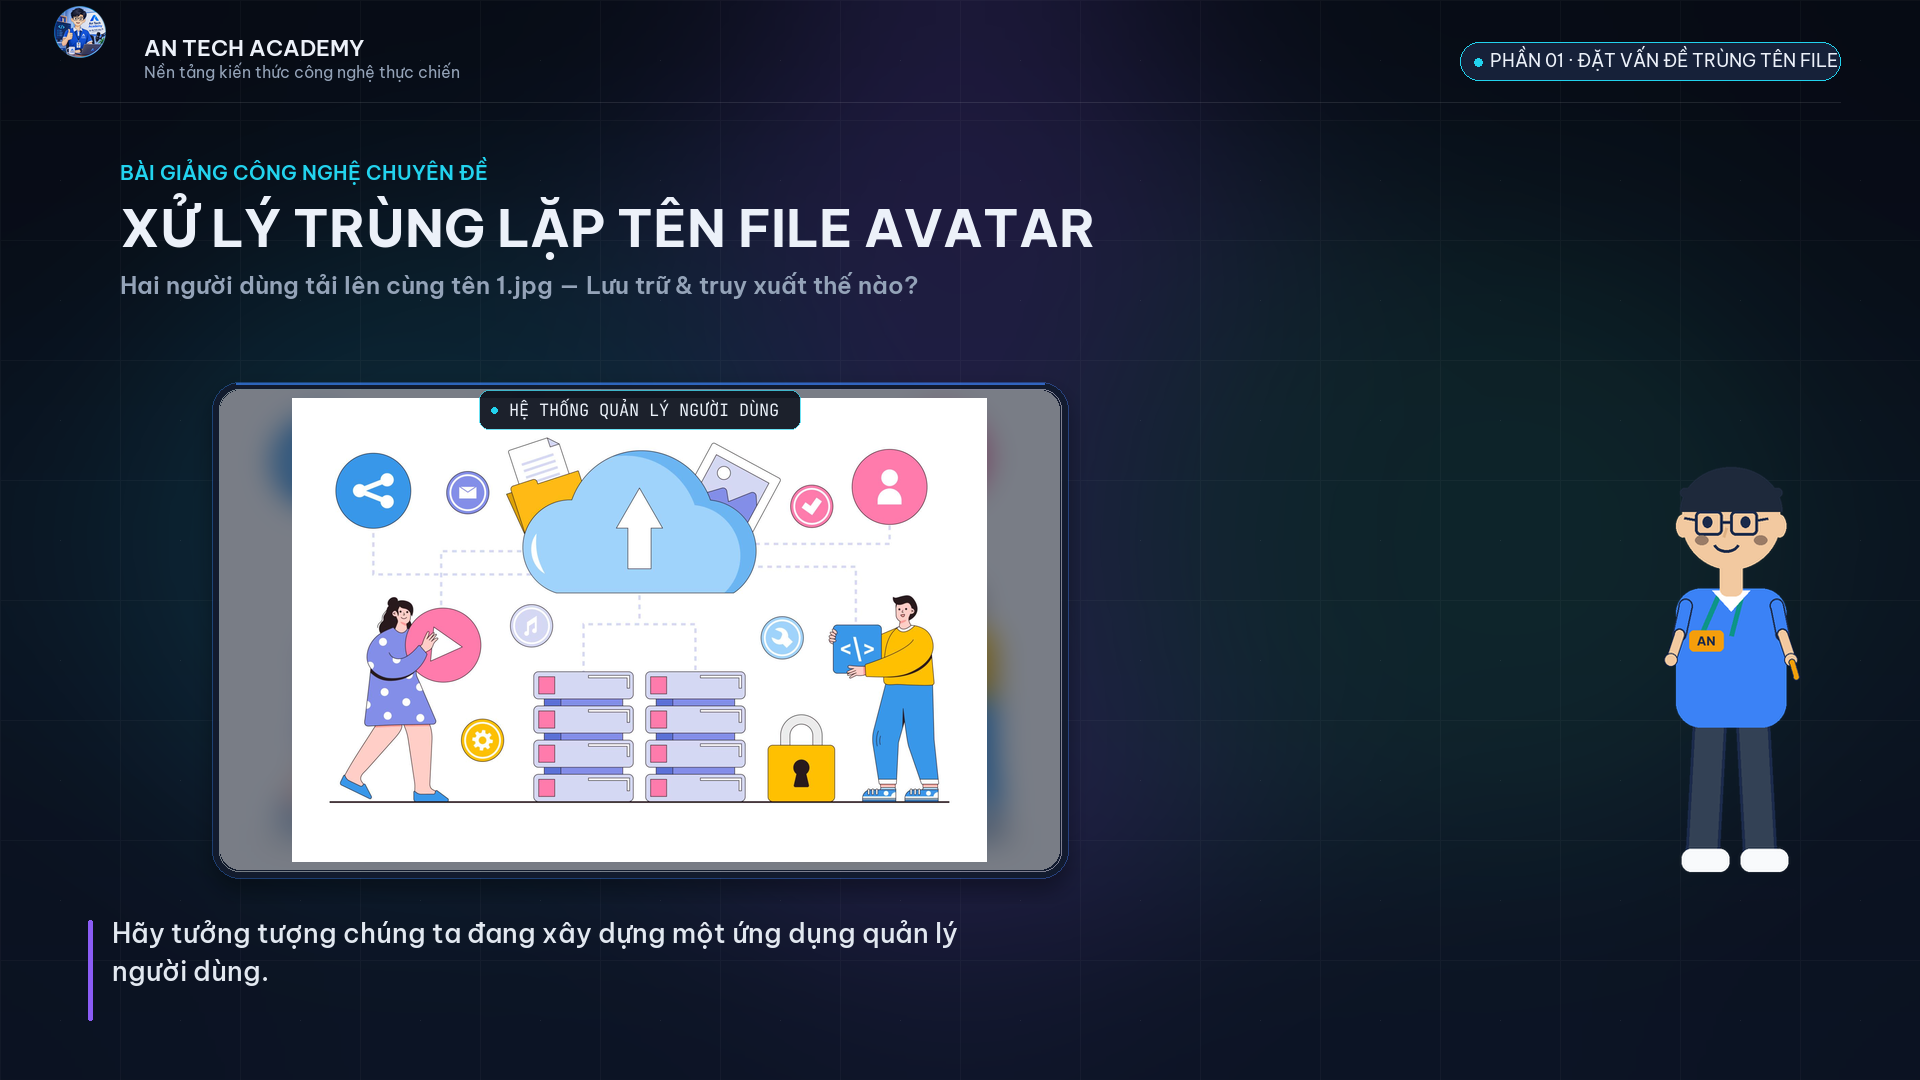 AN TECH ACADEMY
Nền tảng kiến thức công nghệ thực chiến
PHẦN 01 · ĐẶT VẤN ĐỀ TRÙNG TÊN FILE
BÀI GIẢNG CÔNG NGHỆ CHUYÊN ĐỀ
XỬ LÝ TRÙNG LẶP TÊN FILE AVATAR
Hai người dùng tải lên cùng tên 1.jpg — Lưu trữ & truy xuất thế nào?
HỆ THỐNG QUẢN LÝ NGƯỜI DÙNG
</>
AN
Hãy tưởng tượng chúng ta đang xây dựng một ứng dụng quản lý
người dùng.